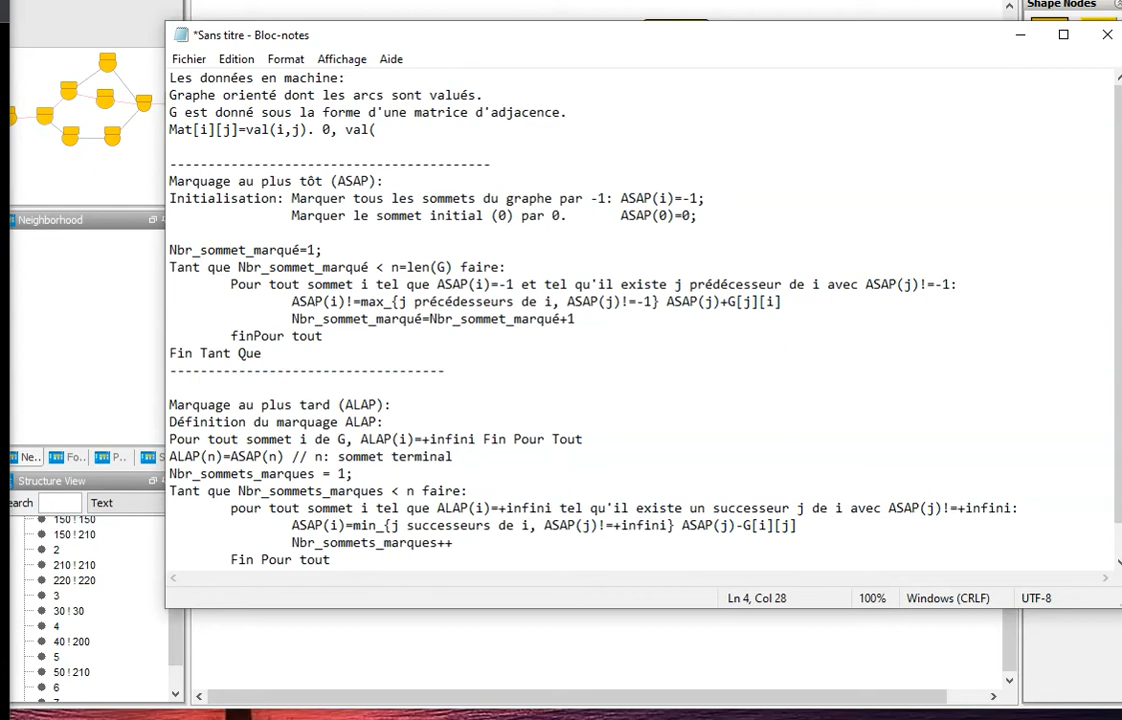 Shape Nodes
*Sans titre - Bloc-notes
Fichier Edition Format Affichage Aide
Les données en machine:
Graphe orienté dont les arcs sont valués.
G est donné sous la forme d'une matrice d'adjacence.
Mat[i][j]=val(i,j). 0, val(
------------------------------------------
Marquage au plus tôt (ASAP):
Initialisation: Marquer tous les sommets du graphe par -1: ASAP(i)=-1;
Marquer le sommet initial (0) par 0. ASAP(0)=0;
Nbr_sommet_marqué=1;
Tant que Nbr_sommet_marqué < n=len(G) faire:
Pour tout sommet i tel que ASAP(i)=-1 et tel qu'il existe j prédécesseur de i avec ASAP(j)!=-1:
ASAP(i)!=max_{j précédesseurs de i, ASAP(j)!=-1} ASAP(j)+G[j][i]
Nbr_sommet_marqué=Nbr_sommet_marqué+1
finPour tout
Fin Tant Que
------------------------------------
Marquage au plus tard (ALAP):
Définition du marquage ALAP:
Pour tout sommet i de G, ALAP(i)=+infini Fin Pour Tout
ALAP(n)=ASAP(n) // n: sommet terminal
Nbr_sommets_marques = 1;
Tant que Nbr_sommets_marques < n faire:
pour tout sommet i tel que ALAP(i)=+infini tel qu'il existe un successeur j de i avec ASAP(j)!=+infini:
ASAP(i)=min_{j successeurs de i, ASAP(j)!=+infini} ASAP(j)-G[i][j]
Nbr_sommets_marques++
Fin Pour tout
Ln 4, Col 28 100% Windows (CRLF) UTF-8
Neighborhood
Ne.. Fo.. P..
Structure View
earch Text
150!150
150!210
2
210!210
220!220
3
30!30
4
40!200
5
50!210
6